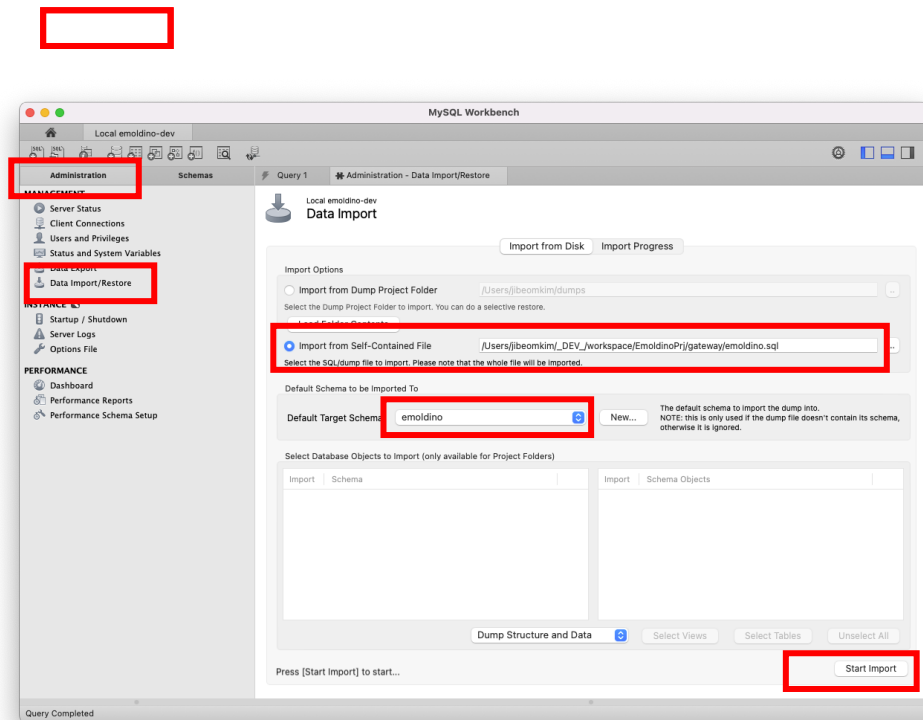 MySQL Workbench
Local emoldino-dev
Administration
Schemas
Query 1
Administration - Data Import/Restore
MANAGEMENT
Server Status
Client Connections
Users and Privileges
Status and System Variables
Data Export
Data Import/Restore
INSTANCE
Startup / Shutdown
Server Logs
Options File
PERFORMANCE
Dashboard
Performance Reports
Performance Schema Setup
Local emoldino-dev
Data Import
Import from Disk
Import Progress
Import Options
Import from Dump Project Folder
/Users/jibeomkim/dumps
...
Select the Dump Project Folder to import. You can do a selective restore.
Load Folder Contents
Import from Self-Contained File
/Users/jibeomkim/_DEV_/workspace/EmoldinoPrj/gateway/emoldino.sql
Select the SQL/dump file to import. Please note that the whole file will be imported.
Default Schema to be Imported To
Default Target Schema
emoldino
New...
The default schema to import the dump into.
NOTE: this is only used if the dump file doesn't contain its schema,
otherwise it is ignored.
Select Database Objects to Import (only available for Project Folders)
Import
Schema
Import
Schema Objects
Dump Structure and Data
Select Views
Select Tables
Unselect All
Press [Start Import] to start...
Start Import
Query Completed